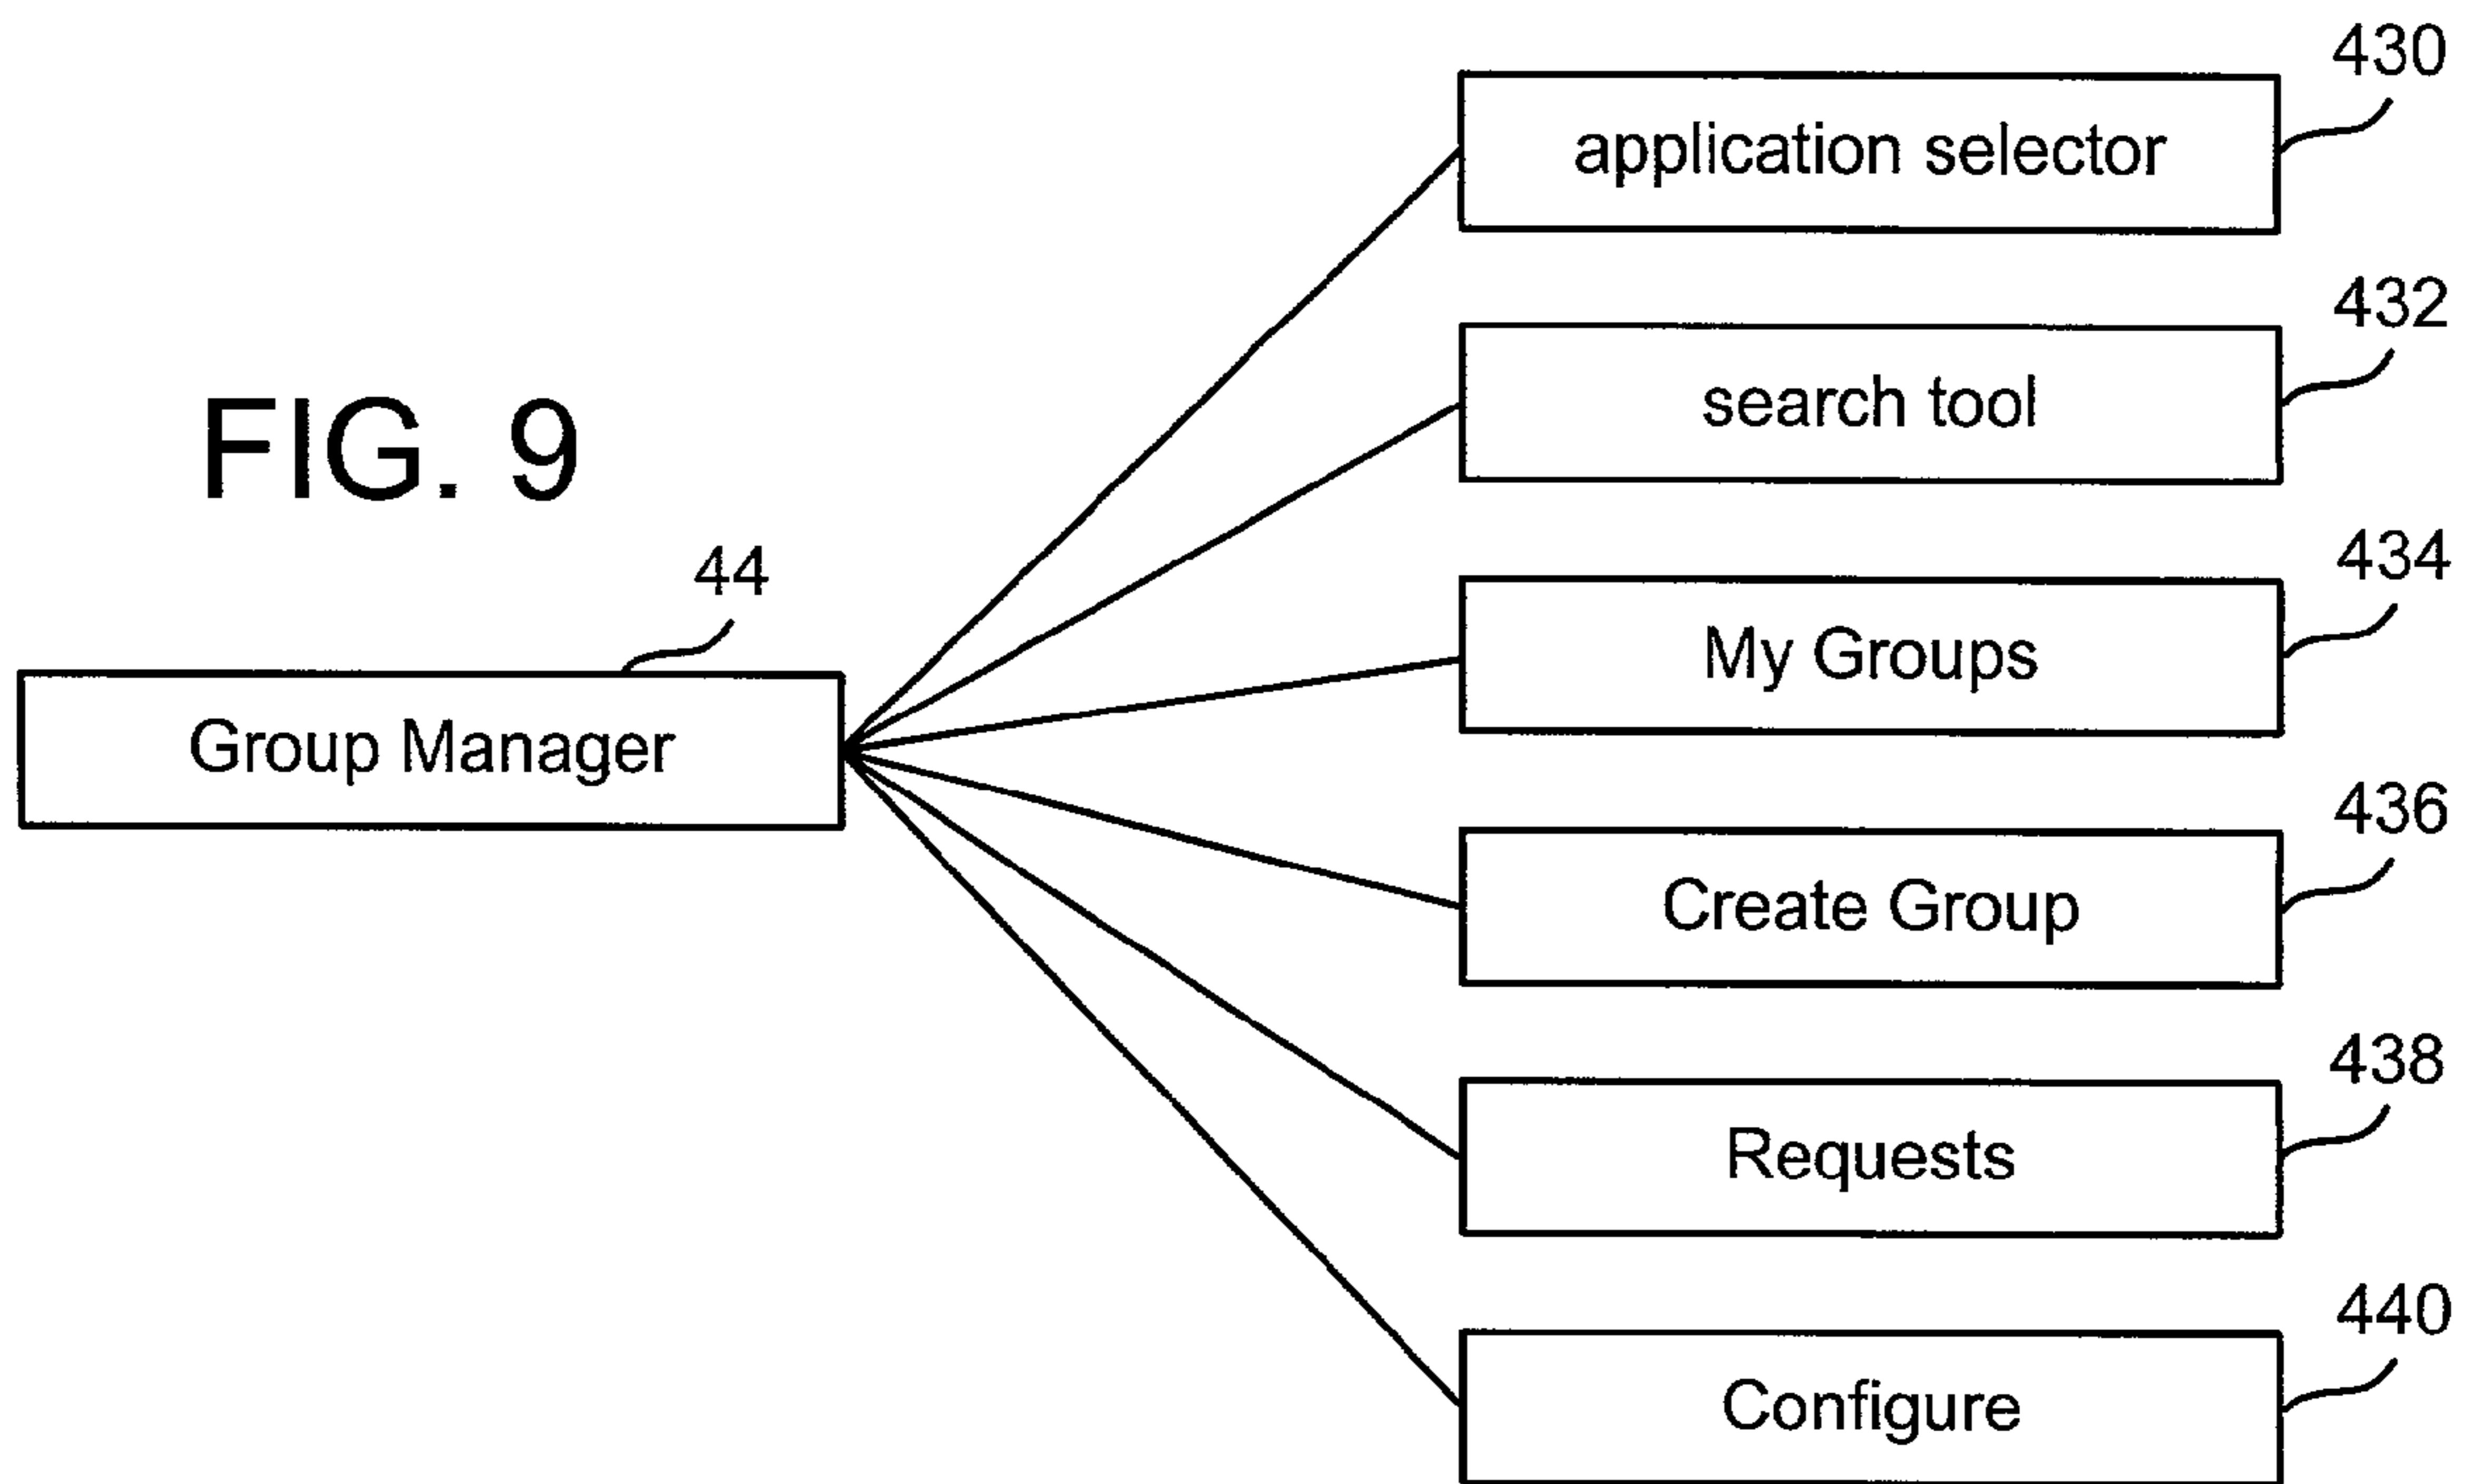 FIG. 9
44
Group Manager
430
application selector
432
search tool
434
My Groups
436
Create Group
438
Requests
440
Configure